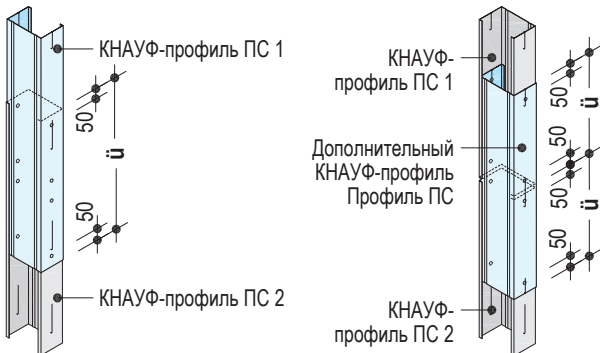 КНАУФ-профиль ПС 1
50
ü
50
КНАУФ-профиль ПС 2
КНАУФ-
профиль ПС 1
Дополнительный
КНАУФ-профиль
Профиль ПС
КНАУФ-
профиль ПС 2
50
ü
50
50
ü
50